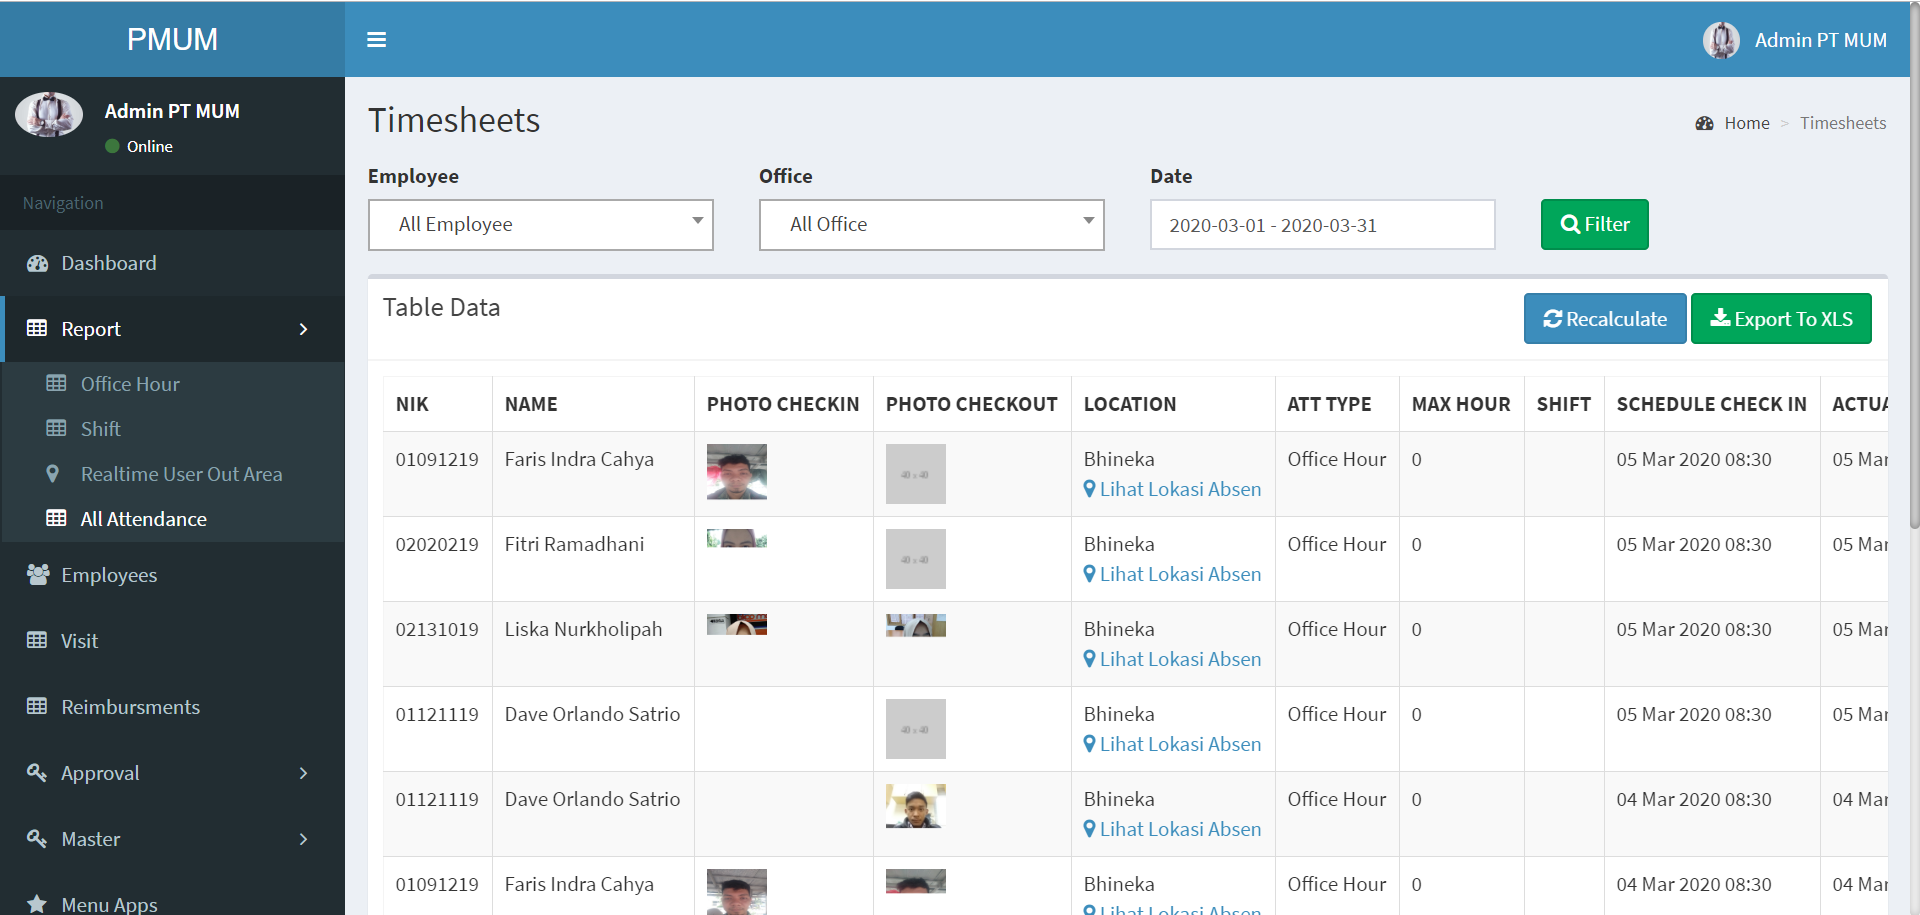 PMUM
Admin PT MUM
Admin PT MUM
Online
Navigation
Dashboard
Report
Office Hour
Shift
Realtime User Out Area
All Attendance
Employees
Visit
Reimbursments
Approval
Master
Menu Apps
Timesheets
Home > Timesheets
Employee Office Date
All Employee All Office 2020-03-01 - 2020-03-31 Filter
Table Data
Recalculate Export To XLS
NIK NAME PHOTO CHECKIN PHOTO CHECKOUT LOCATION ATT TYPE MAX HOUR SHIFT SCHEDULE CHECK IN ACTUA
01091219 Faris Indra Cahya 40 x 40 Bhineka Office Hour 0 05 Mar 2020 08:30 05 Mar
Lihat Lokasi Absen
02020219 Fitri Ramadhani 40 x 40 Bhineka Office Hour 0 05 Mar 2020 08:30 05 Mar
Lihat Lokasi Absen
02131019 Liska Nurkholipah Bhineka Office Hour 0 05 Mar 2020 08:30 05 Mar
Lihat Lokasi Absen
01121119 Dave Orlando Satrio 40 x 40 Bhineka Office Hour 0 05 Mar 2020 08:30 05 Mar
Lihat Lokasi Absen
01121119 Dave Orlando Satrio Bhineka Office Hour 0 04 Mar 2020 08:30 04 Mar
Lihat Lokasi Absen
01091219 Faris Indra Cahya Bhineka Office Hour 0 04 Mar 2020 08:30 04 Mar
Lihat Lokasi Absen